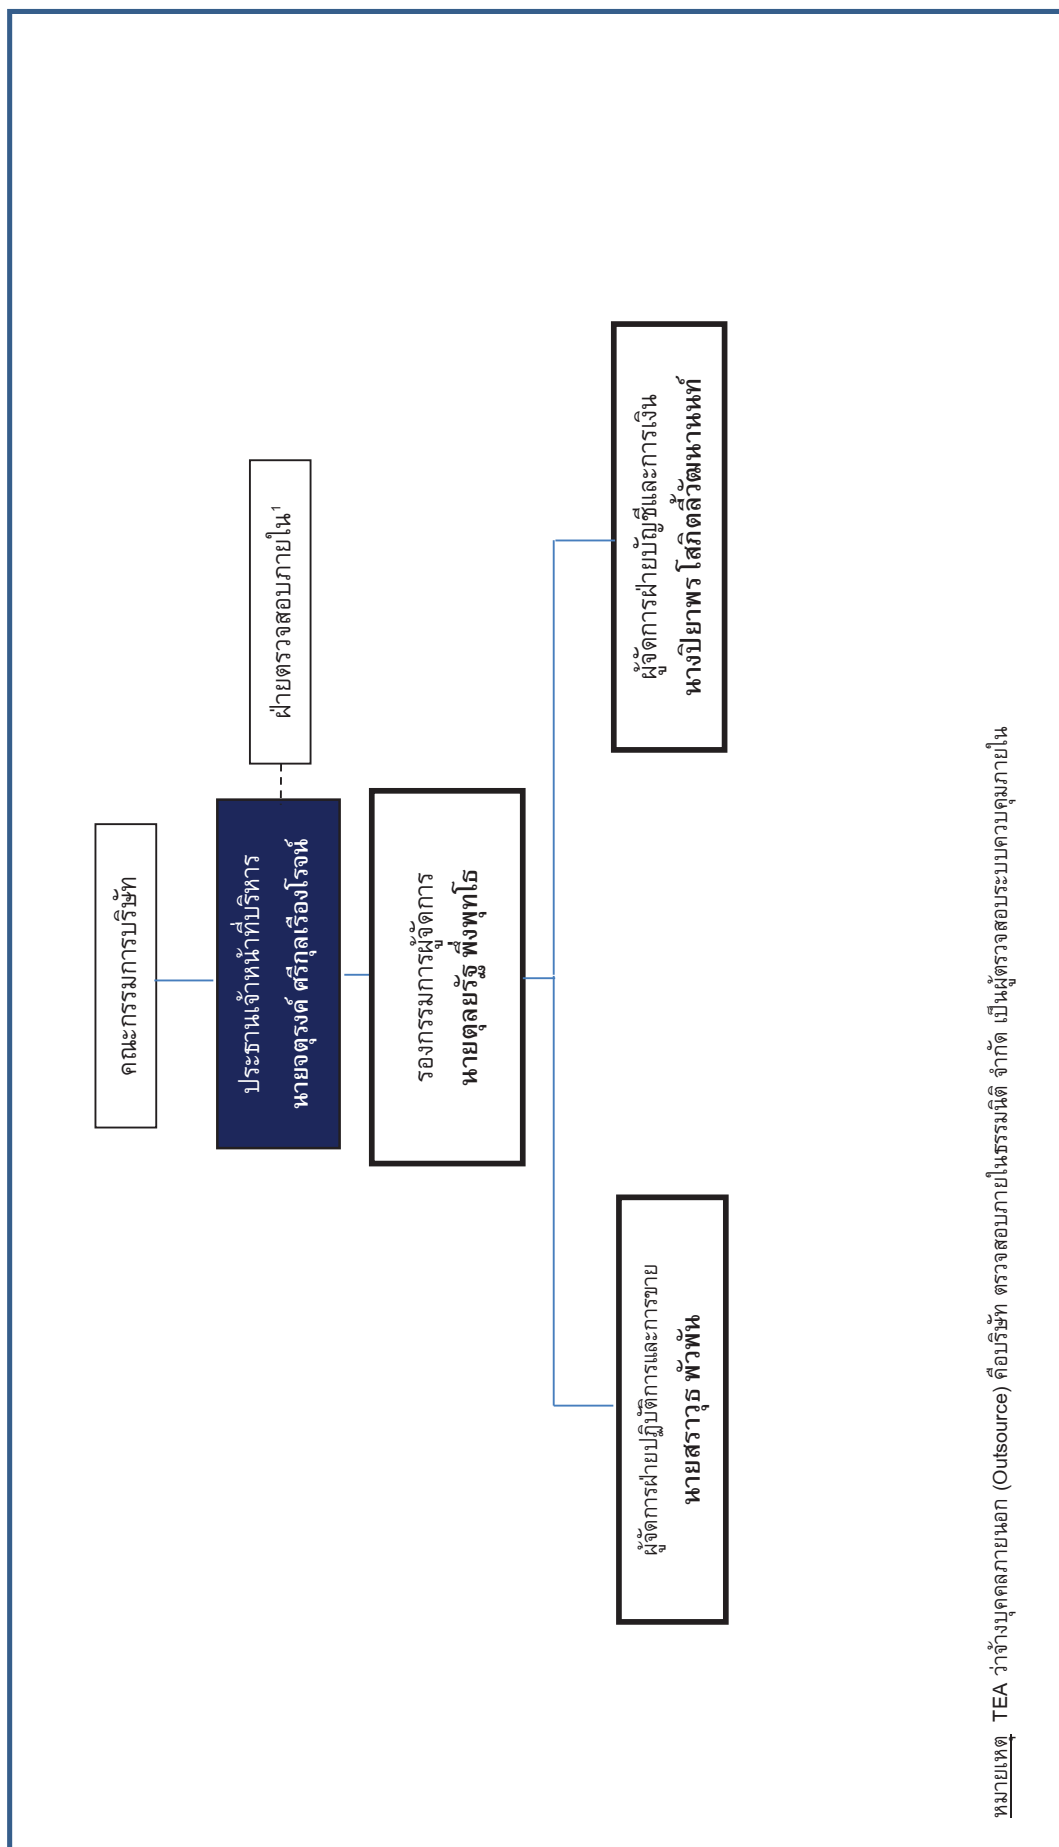 คณะกรรมการบริษัท
ประธานเจ้าหน้าที่บริหาร
นายจตุรงค์ ศรีกุลเรืองโรจน์
ฝ่ายตรวจสอบภายใน¹
รองกรรมการผู้จัดการ
นายตุลยรัฐ พึ่งพุทโธ
ผู้จัดการฝ่ายปฏิบัติการและการขาย
นายสราวุธ พัวพัน
ผู้จัดการฝ่ายบัญชีและการเงิน
นางปิยาพร โสภิตลิ้วัฒนานนท์
หมายเหตุ TEA ว่าจ้างบุคคลภายนอก (Outsource) คือบริษัท ตรวจสอบภายในธรรมนิติ จำกัด เป็นผู้ตรวจสอบระบบควบคุมภายใน